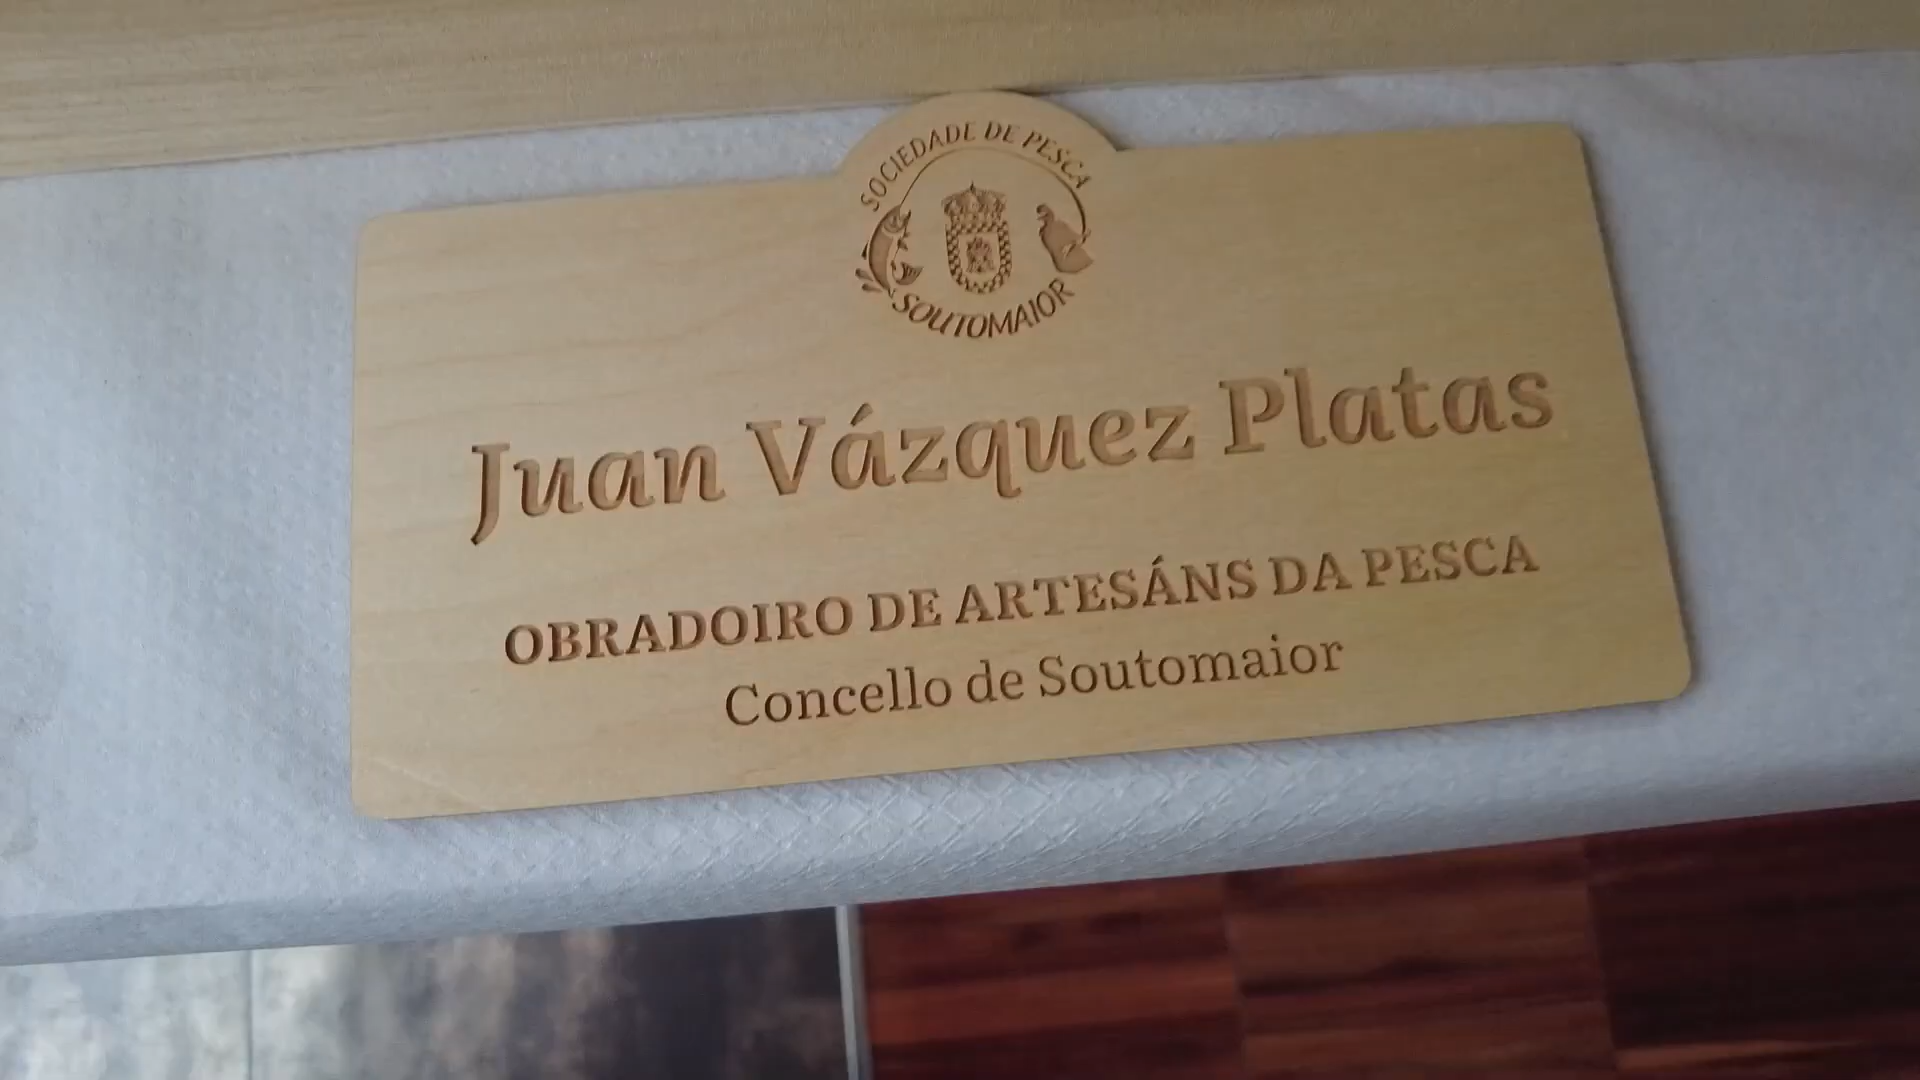 SOCIEDADE DE PESCA
SOUTOMAIOR
Juan Vázquez Platas
OBRADOIRO DE ARTESÁNS DA PESCA
Concello de Soutomaior